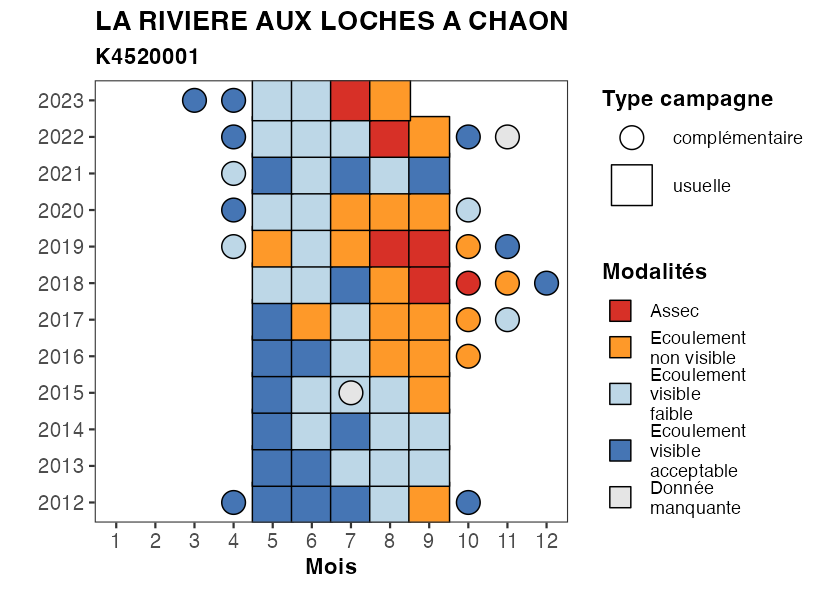 LA RIVIERE AUX LOCHES A CHAON
K4520001
2023
2022
2021
2020
2019
2018
2017
2016
2015
2014
2013
2012
1 2 3 4 5 6 7 8 9 10 11 12
Mois
Type campagne
complémentaire
usuelle
Modalités
Assec
Ecoulement
non visible
Ecoulement
visible
faible
Ecoulement
visible
acceptable
Donnée
manquante